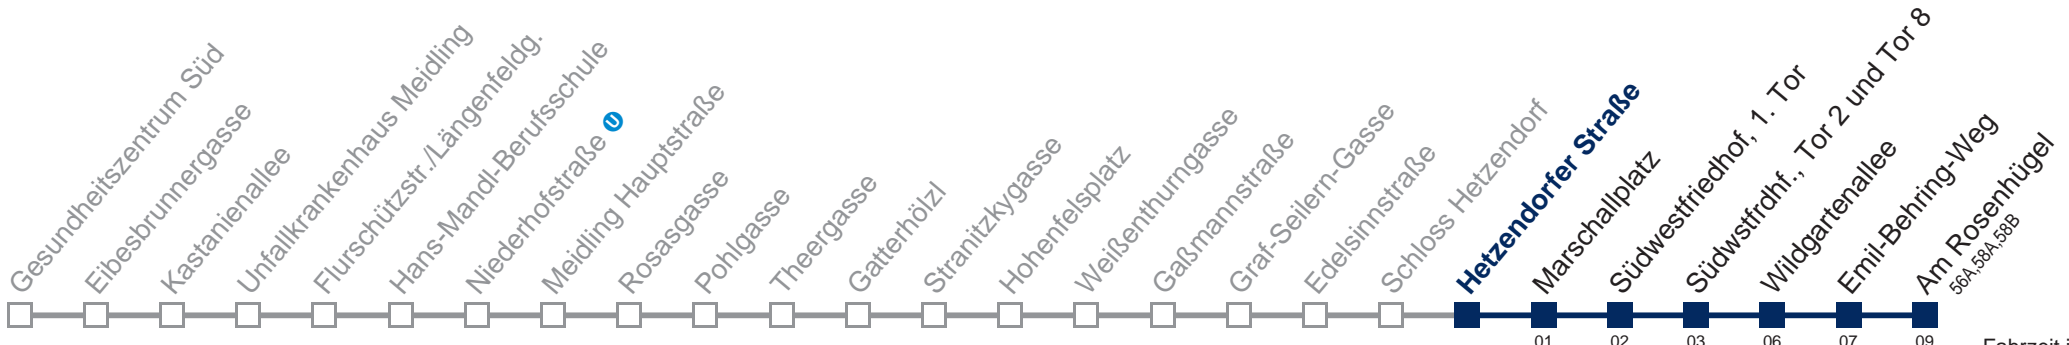 Gesundheitszentrum Süd
Eibesbrunnergasse
Kastanienallee
Unfallkrankenhaus Meidling
Flurschützstr./Längenfeldg.
Hans-Mandl-Berufsschule
Niederhofstraße U
Meidling Hauptstraße
Rosasgasse
Pohlgasse
Theergasse
Gatterhölzl
Stranitzkygasse
Hohenfelsplatz
Weißenthurngasse
Gaßmannstraße
Graf-Seilern-Gasse
Edelsinnstraße
Schloss Hetzendorf
Hetzendorfer Straße
Marschallplatz
Südwestfriedhof, 1. Tor
Südwstfrdhf., Tor 2 und Tor 8
Wildgartenallee
Emil-Behring-Weg
Am Rosenhügel
56A,58A,58B
01 02 03 06 07 09
Fahrzeit i